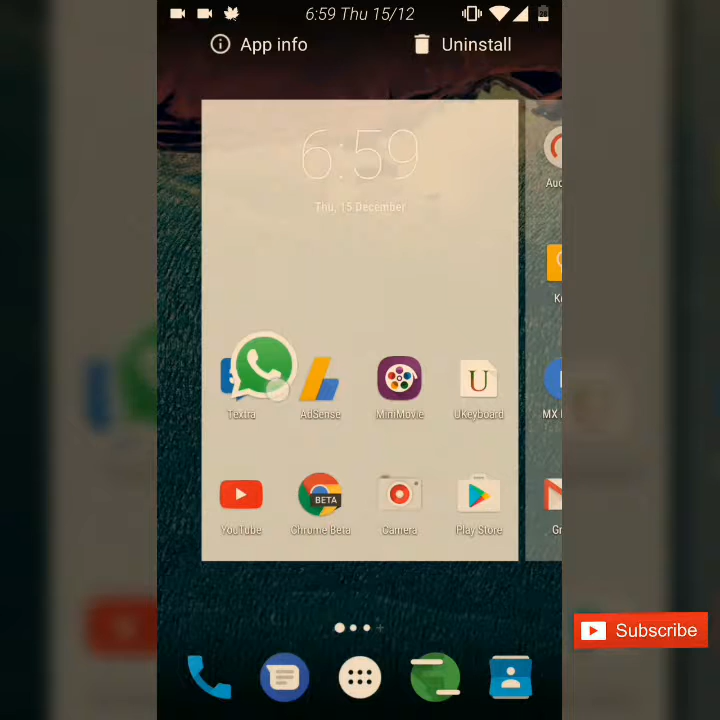 6:59 Thu 15/12
App info
Uninstall
6:59
Thu, 15 December
Textra
AdSense
MiniMovie
UKeyboard
MX
U
YouTube
Chrome Beta
Camera
Play Store
BETA
Subscribe